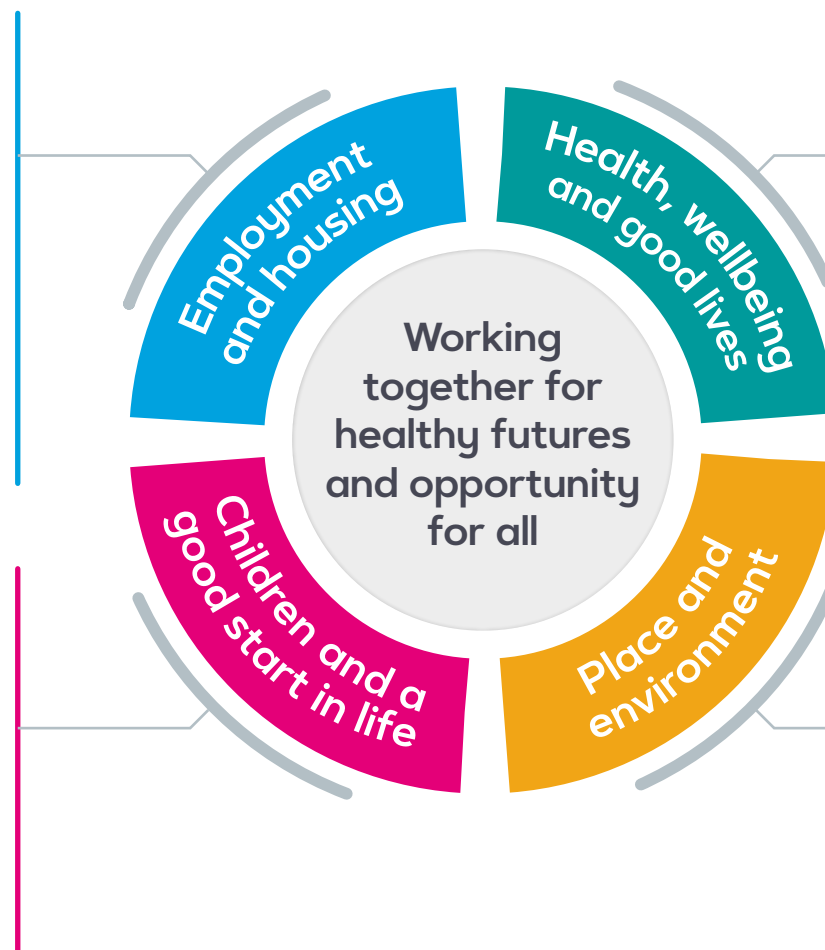 Employment
and housing
Health, wellbeing
and good lives
Working
together for
healthy futures
and opportunity
for all
Children and a
good start in life
Place and
environment